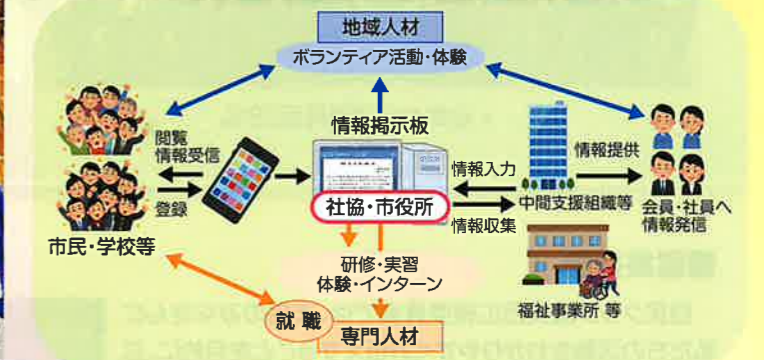 地域人材
ボランティア活動・体験
情報掲示板
閲覧
情報受信
登録
市民・学校等
社協・市役所
情報入力
情報収集
中間支援組織等
情報提供
会員・社員へ
情報発信
福祉事業所 等
研修・実習
体験・インターン
就職
専門人材